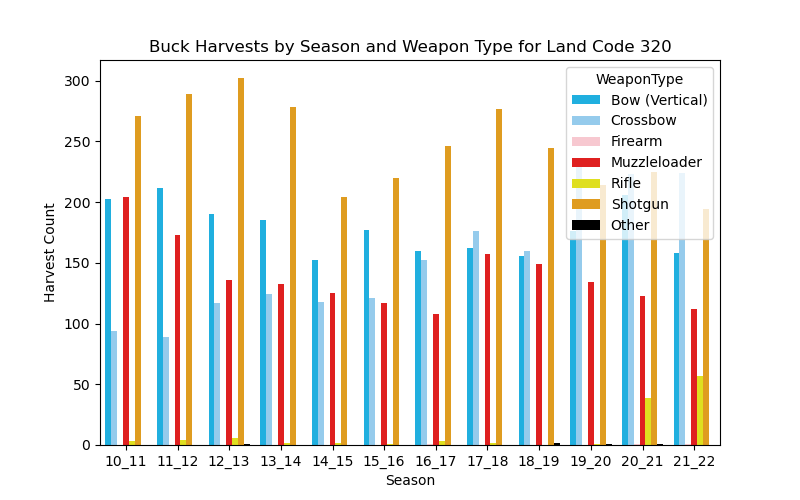 Buck Harvests by Season and Weapon Type for Land Code 320
WeaponType
Bow (Vertical)
Crossbow
Firearm
Muzzleloader
Rifle
Shotgun
Other
Harvest Count
300
250
200
150
100
50
0
10_11 11_12 12_13 13_14 14_15 15_16 16_17 17_18 18_19 19_20 20_21 21_22
Season